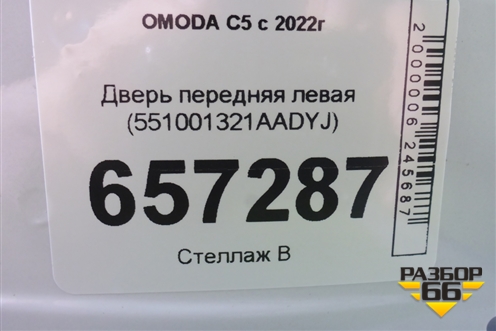 OMODA C5 с 2022г
Дверь передняя левая
(551001321AADYJ)
657287
Стеллаж В
2000006245687
РАЗБОР
66